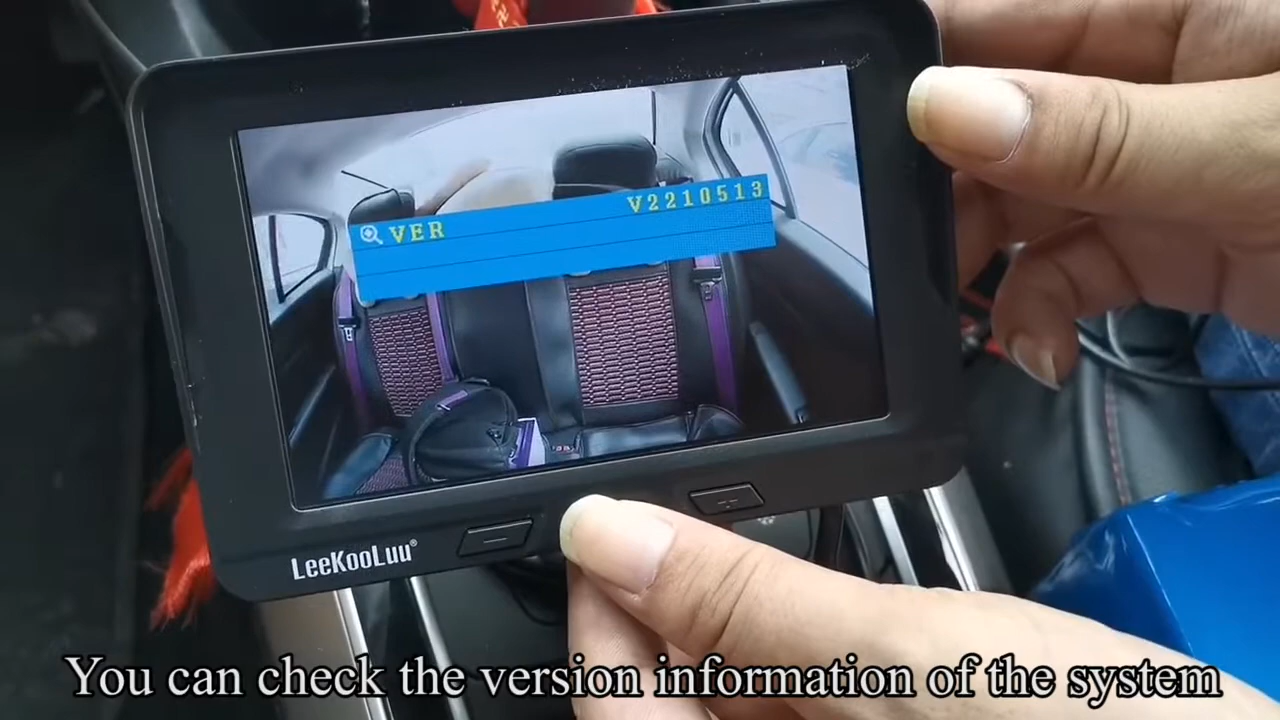 VER V2210513
LeeKooLuu®
You can check the version information of the system